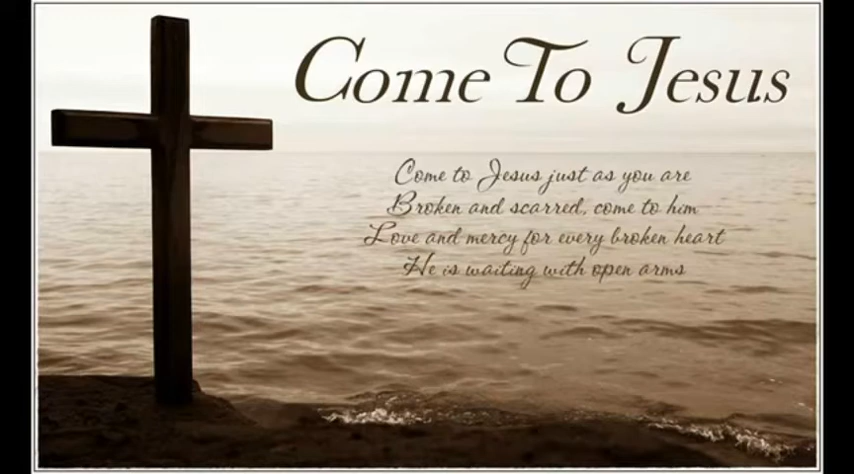 Come To Jesus
Come to Jesus just as you are
Broken and scarred, come to him
Love and mercy for every broken heart
He is waiting with open arms